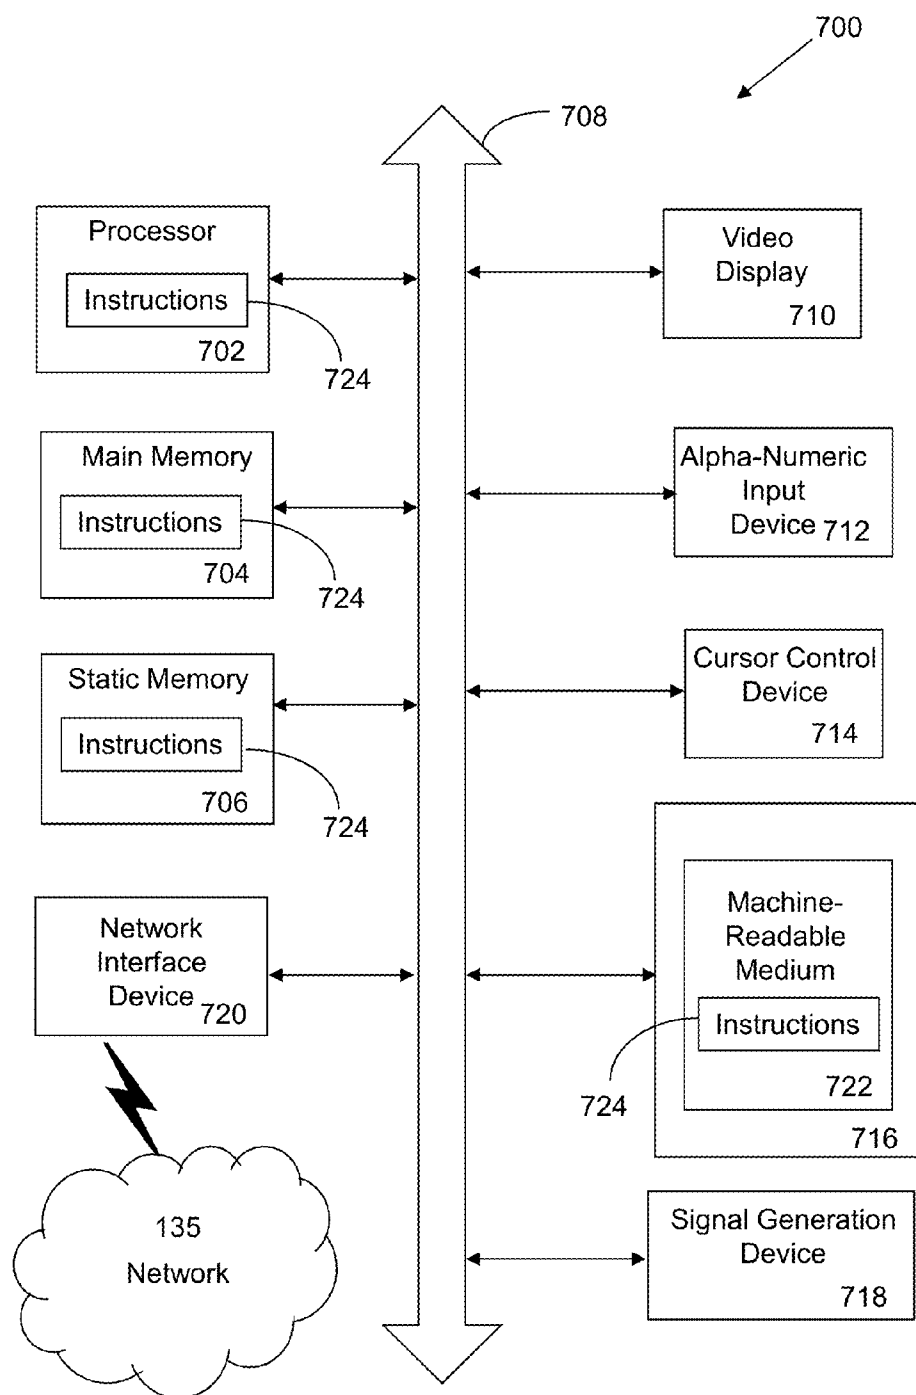 700
708
Processor
Instructions
702
724
Main Memory
Instructions
704
724
Static Memory
Instructions
706
724
Network
Interface
Device
720
135
Network
Video
Display
710
Alpha-Numeric
Input
Device
712
Cursor Control
Device
714
Machine-
Readable
Medium
Instructions
722
724
716
Signal Generation
Device
718